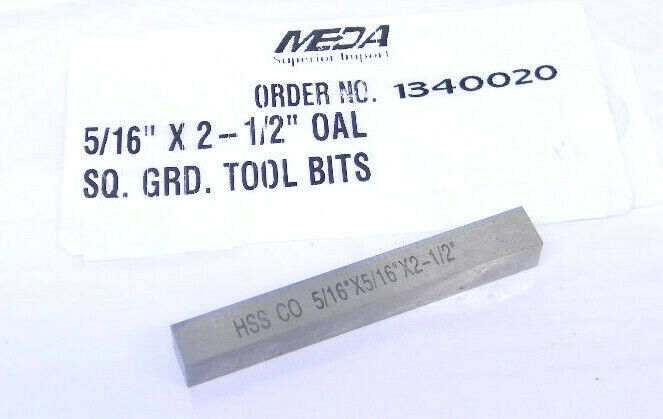 MEDA
Superior Import
ORDER NO. 1340020
5/16" X 2-1/2" OAL
SQ. GRD. TOOL BITS
HSS CO 5/16"X5/16"X2-1/2"